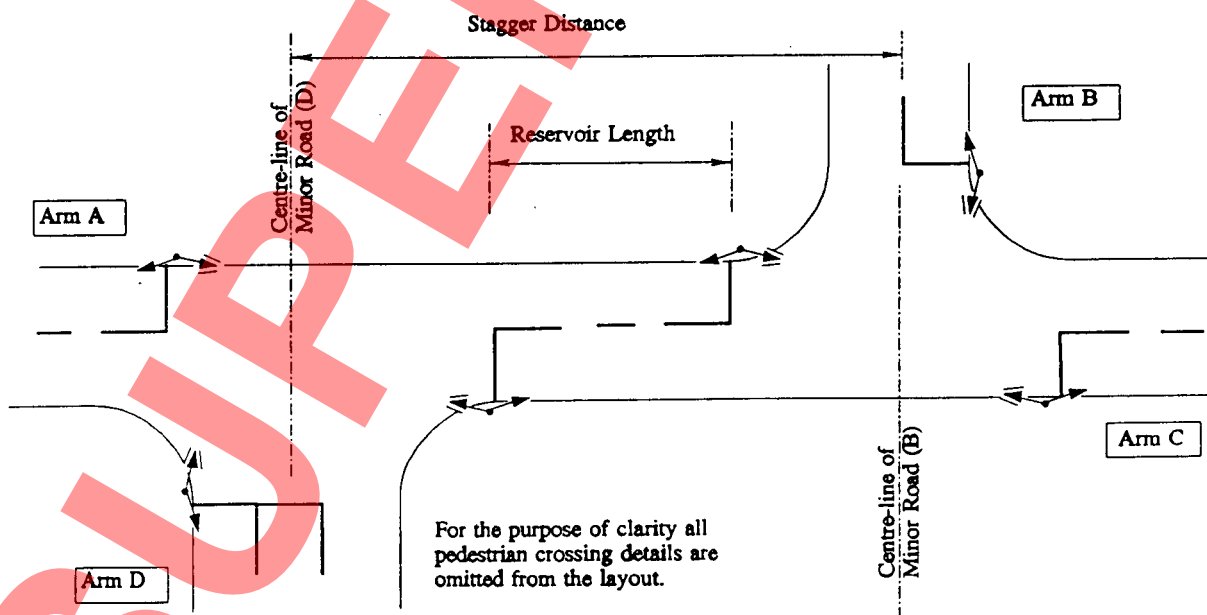 Stagger Distance
Centre-line of
Minor Road (D)
Reservoir Length
Arm B
Arm A
Centre-line of
Minor Road (B)
Arm C
For the purpose of clarity all
pedestrian crossing details are
omitted from the layout.
Arm D